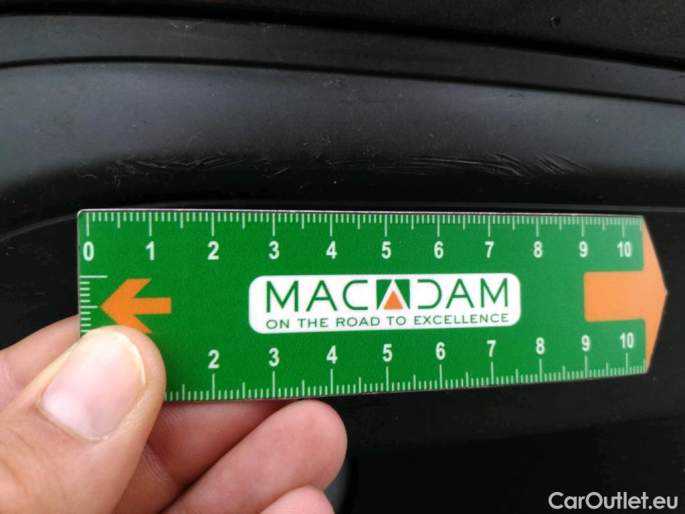 0 1 2 3 4 5 6 7 8 9 10
MACADAM
ON THE ROAD TO EXCELLENCE
2 3 4 5 6 7 8 9 10
CarOutlet.eu